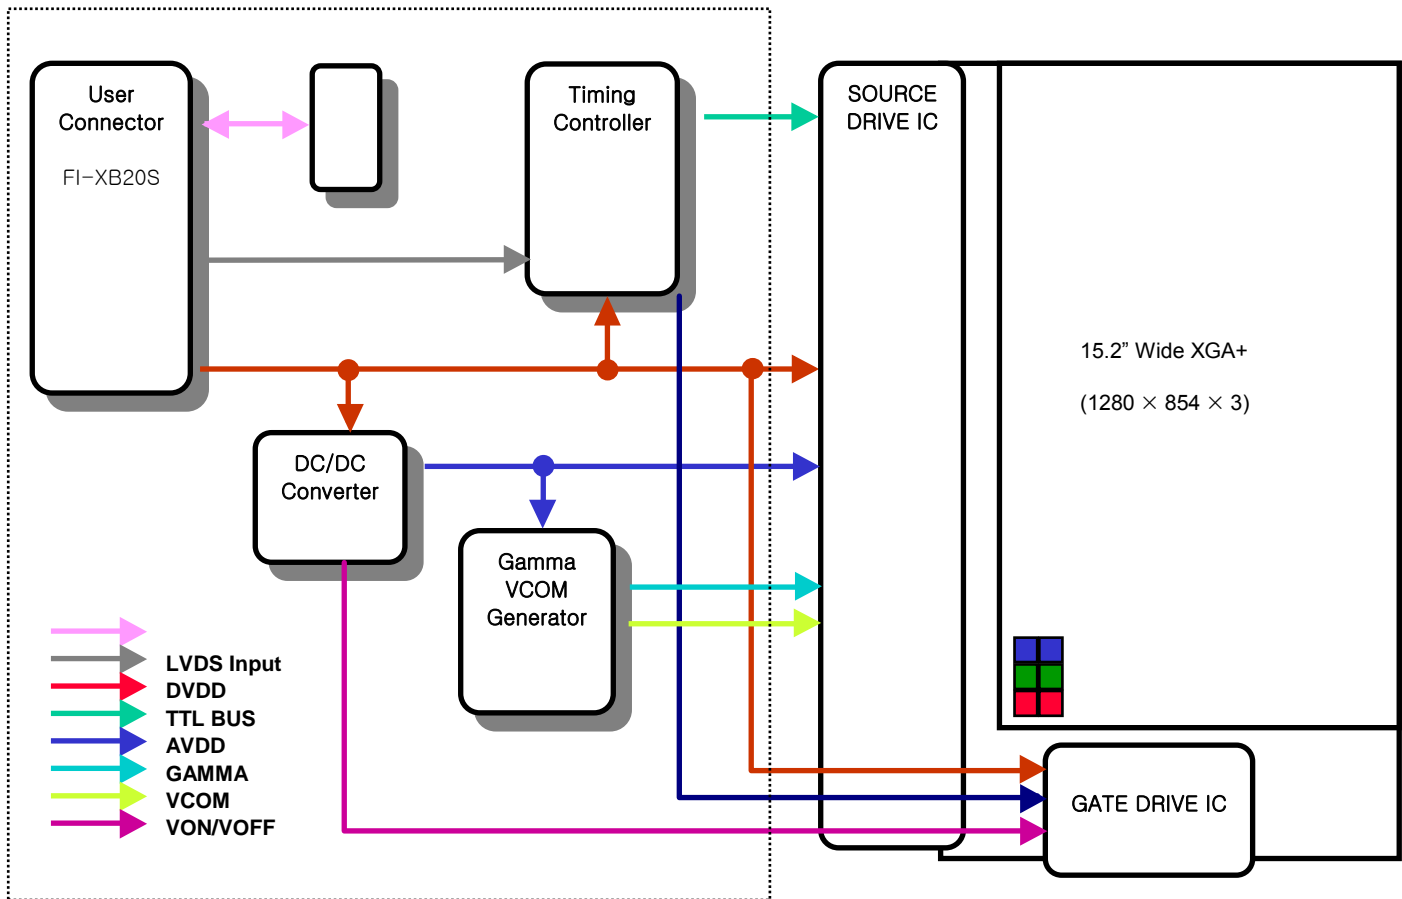 User
Connector
FI-XB20S
Timing
Controller
SOURCE
DRIVE IC
15.2” Wide XGA+
(1280 × 854 × 3)
DC/DC
Converter
Gamma
VCOM
Generator
LVDS Input
DVDD
TTL BUS
AVDD
GAMMA
VCOM
VON/VOFF
GATE DRIVE IC